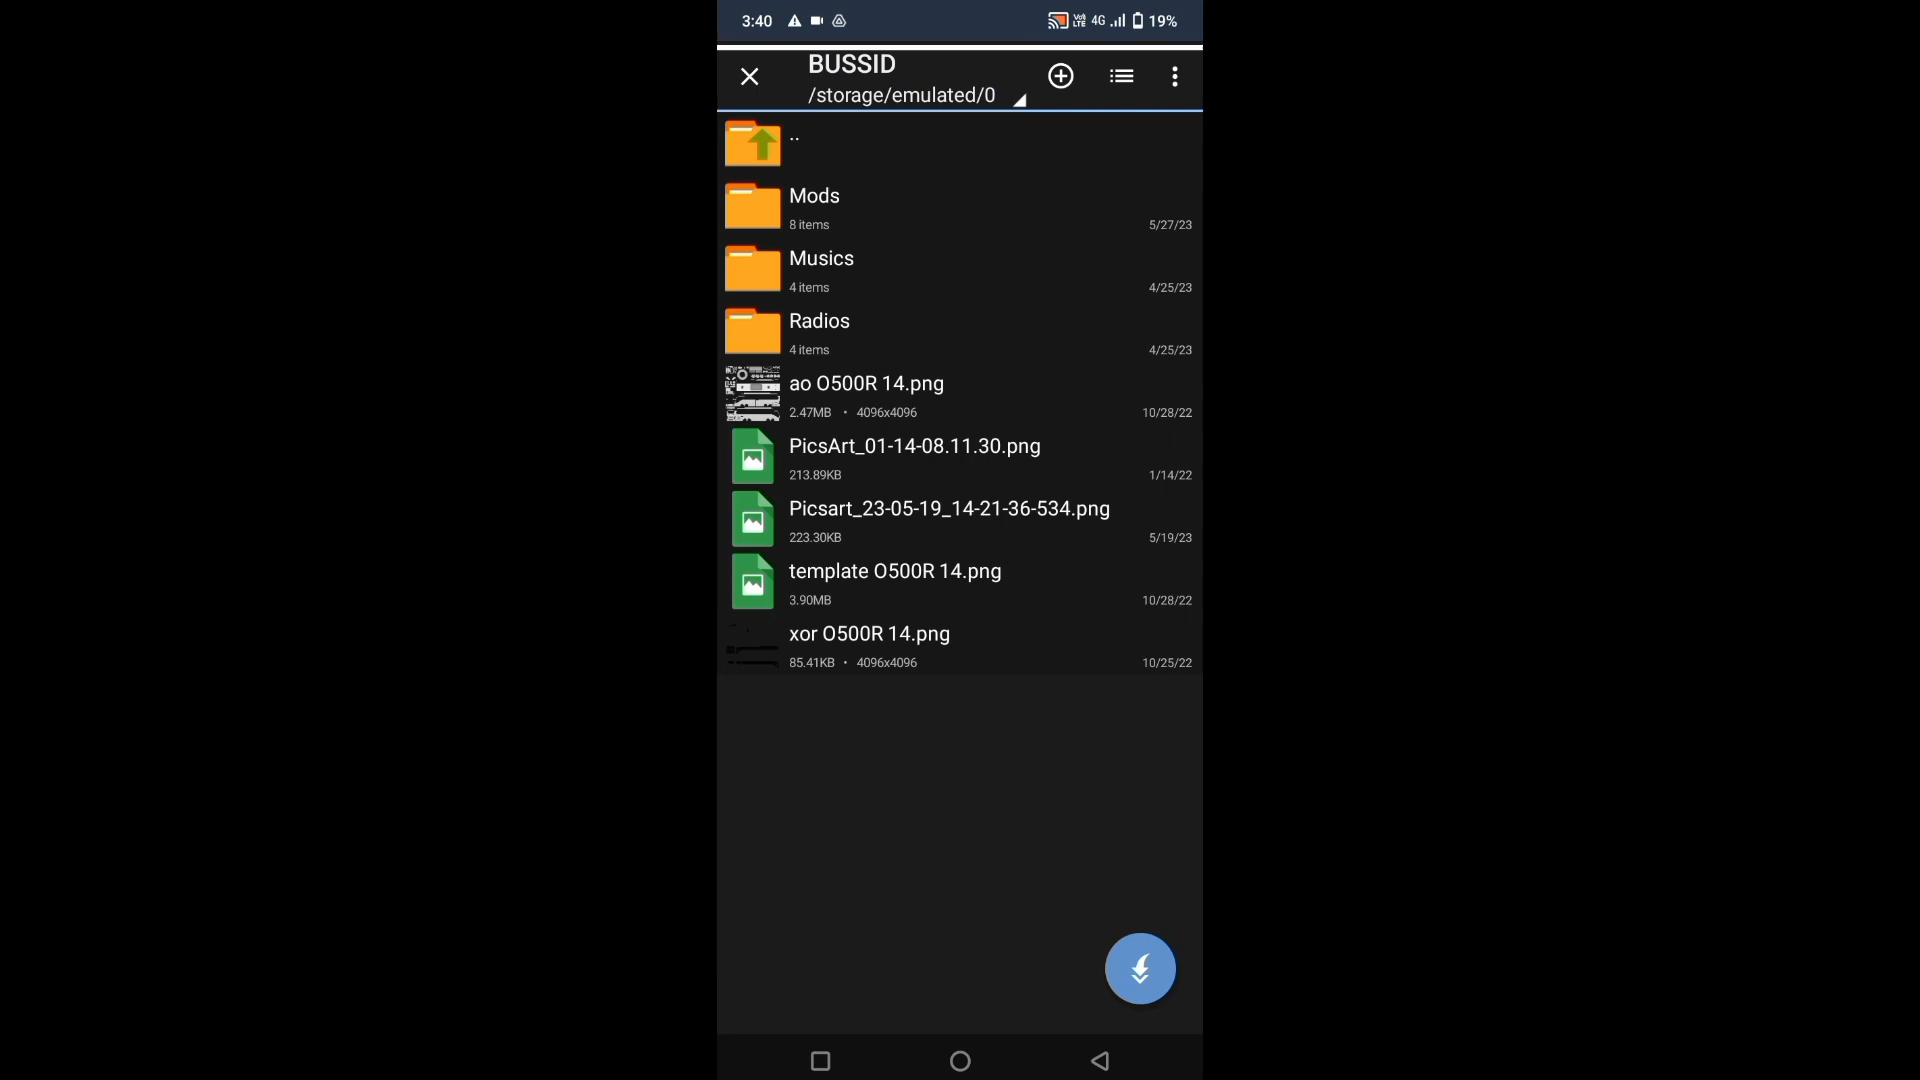 3:40 4G 19%
BUSSID
/storage/emulated/0
..
Mods
8 items 5/27/23
Musics
4 items 4/25/23
Radios
4 items 4/25/23
ao O500R 14.png
2.47MB • 4096x4096 10/28/22
PicsArt_01-14-08.11.30.png
213.89KB 1/14/22
Picsart_23-05-19_14-21-36-534.png
223.30KB 5/19/23
template O500R 14.png
3.90MB 10/28/22
xor O500R 14.png
85.41KB • 4096x4096 10/25/22